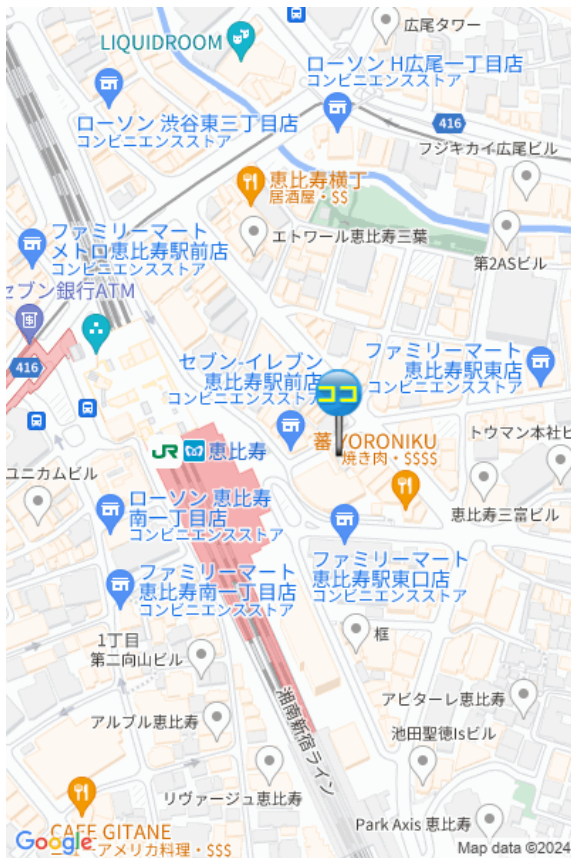 広尾タワー
LIQUIDROOM
ローソン H広尾一丁目店
コンビニエンスストア
416
ローソン 渋谷東三丁目店
コンビニエンスストア
フジキカイ広尾ビル
恵比寿横丁
居酒屋・$$
エトワール恵比寿三葉
ファミリーマート
メトロ恵比寿駅前店
コンビニエンスストア
第2ASビル
セブン銀行ATM
416
セブン-イレブン
恵比寿駅前店
コンビニエンスストア
ファミリーマート
恵比寿駅東店
コンビニエンスストア
ココ
蕃 YORONIKU
焼き肉・$$$$
トウマン本社ビ
JR 恵比寿
ユニカムビル
ローソン 恵比寿
南一丁目店
コンビニエンスストア
恵比寿三富ビル
ファミリーマート
恵比寿駅東口店
コンビニエンスストア
ファミリーマート
恵比寿南一丁目店
コンビニエンスストア
框
1丁目
第二向山ビル
アビターレ恵比寿
湘南新宿ライン
アルブル恵比寿
池田聖徳Isビル
リヴァージュ恵比寿
Park Axis 恵比寿
CAFE GITANE
アメリカ料理・$$$
Google
Map data ©2024